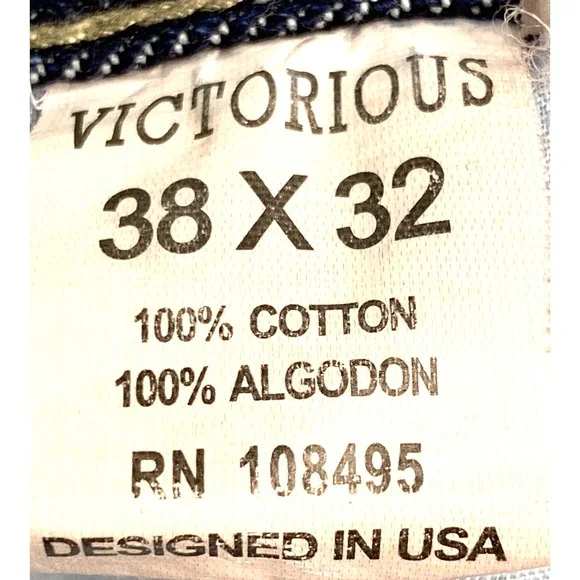 VICTORIOUS
38 X 32
100% COTTON
100% ALGODON
RN 108495
DESIGNED IN USA